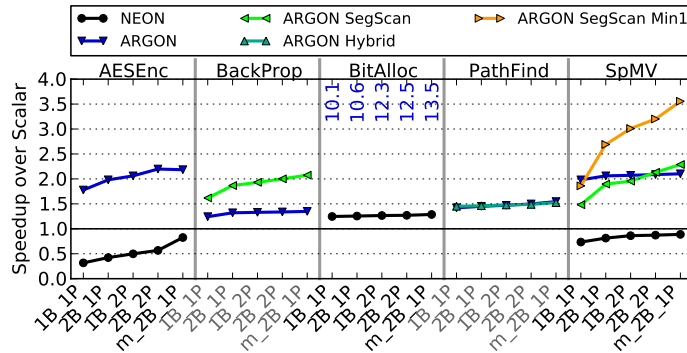 NEON
ARGON
ARGON SegScan
ARGON Hybrid
ARGON SegScan Min1
AESEnc
BackProp
BitAlloc
PathFind
SpMV
Speedup over Scalar
4.0
3.5
3.0
2.5
2.0
1.5
1.0
0.5
0.0
10.1
10.6
12.3
12.5
13.5
1B_1P
2B_1P
1B_2P
2B_2P
m_2B_1P
1B_1P
2B_1P
1B_2P
2B_2P
m_2B_1P
1B_1P
2B_1P
1B_2P
2B_2P
m_2B_1P
1B_1P
2B_1P
1B_2P
2B_2P
m_2B_1P
1B_1P
2B_1P
1B_2P
2B_2P
m_2B_1P